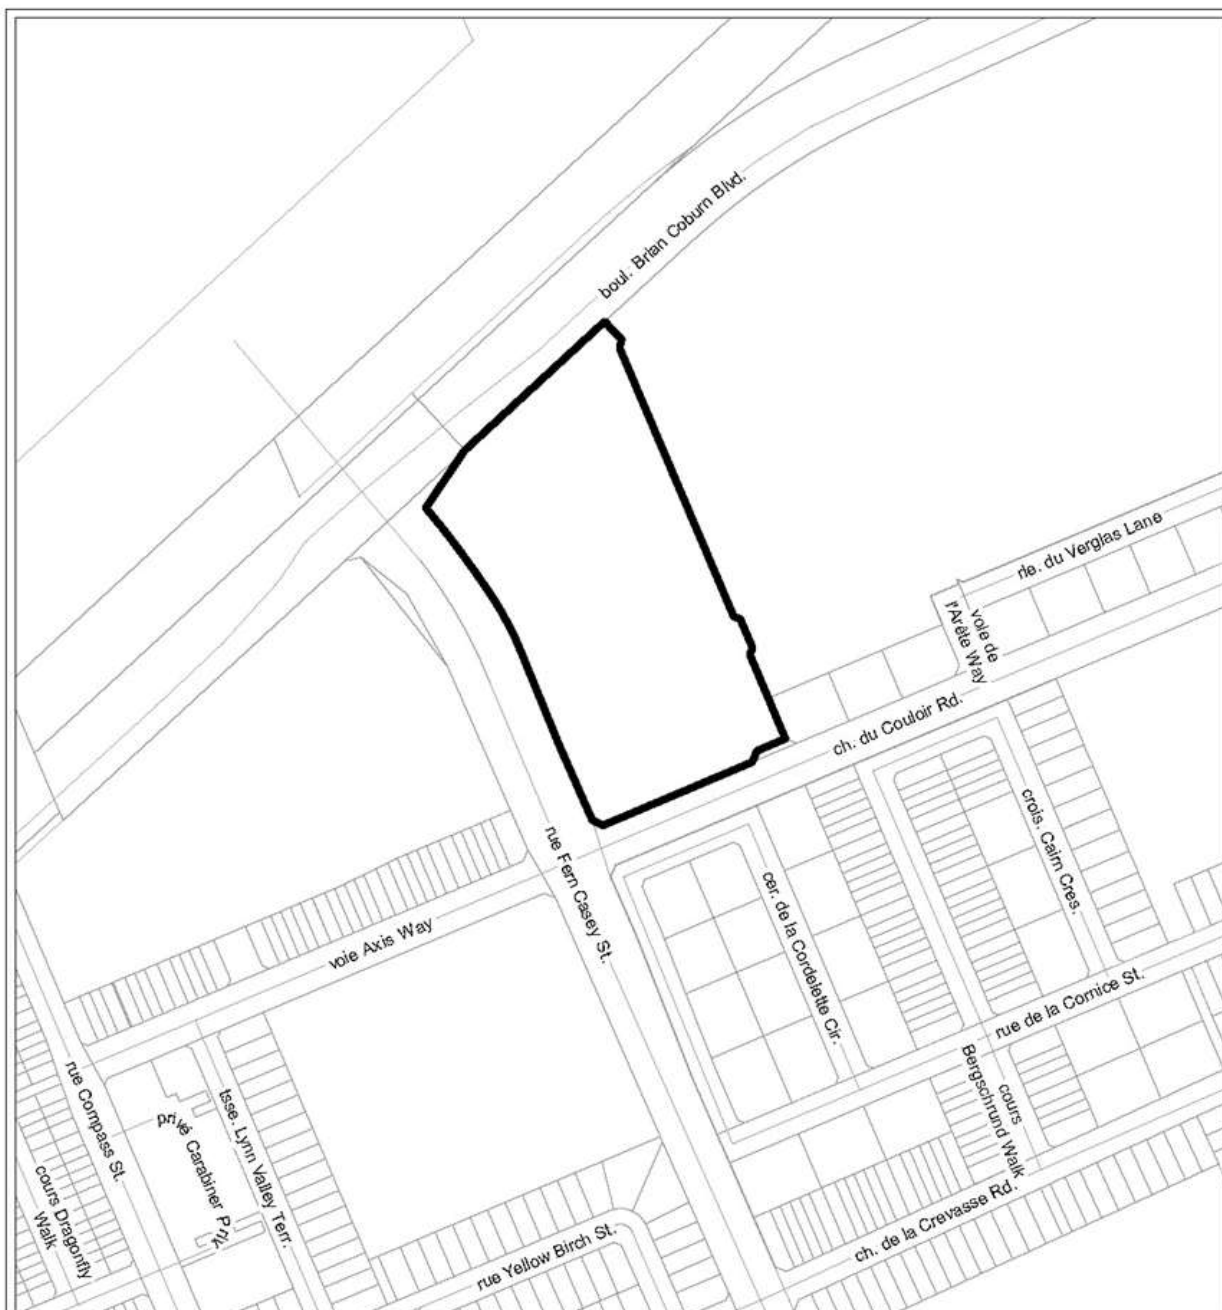 boul. Brian Coburn Blvd.
rle. du Verglas Lane
voie de
l'Arête Way
ch. du Couloir Rd.
crois. Cairn Cres.
rue Fern Casey St.
cer. de la Cordelette Cir.
voie Axis Way
rue de la Cornice St.
cours
Bergschrund Walk
rue Compass St.
privé Carabiner Priv.
tsse. Lynn Valley Terr.
cours Dragonfly
Walk
ch. de la Crevasse Rd.
rue Yellow Birch St.